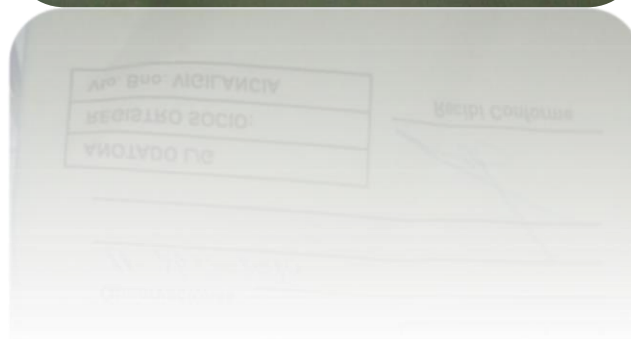 ANOTADO L/G
REGISTRO SOCIO:
Vto. Bno. VIGILANCIA
Recibí Conforme